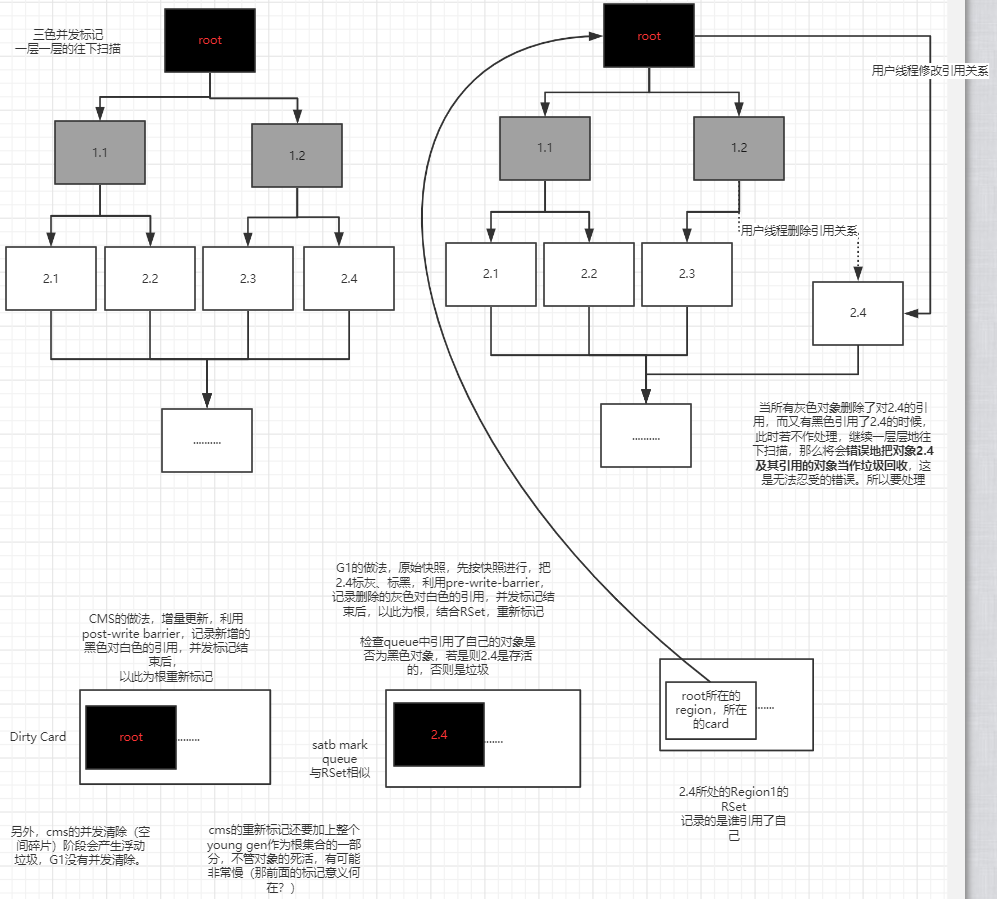 三色并发标记
一层一层的往下扫描
root
1.1
1.2
2.1
2.2
2.3
2.4
..........
root
用户线程修改引用关系
1.1
1.2
用户线程删除引用关系
2.1
2.2
2.3
2.4
..........
当所有灰色对象删除了对2.4的引
用，而又有黑色引用了2.4的时候，
此时若不作处理，继续一层层地往
下扫描，那么将会错误地把对象2.4
及其引用的对象当作垃圾回收，这
是无法忍受的错误。所以要处理
CMS的做法，增量更新，利用
post-write barrier，记录新增的
黑色对白色的引用，并发标记结
束后，
以此为根重新标记
Dirty Card
root
........
G1的做法，原始快照，先按快照进行，把
2.4标灰、标黑，利用pre-write-barrier，
记录删除的灰色对白色的引用，并发标记结
束后，以此为根，结合RSet，重新标记
检查queue中引用了自己的对象是
否为黑色对象，若是则2.4是存活
的，否则是垃圾
satb mark
queue
与RSet相似
2.4
.......
root所在的
region，所在
的card
......
2.4所处的Region1的
RSet
记录的是谁引用了自
己
另外，cms的并发清除（空
间碎片）阶段会产生浮动
垃圾，G1没有并发清除。
cms的重新标记还要加上整个
young gen作为根集合的一部
分，不管对象的死活，有可能
非常慢（那前面的标记意义何
在？）